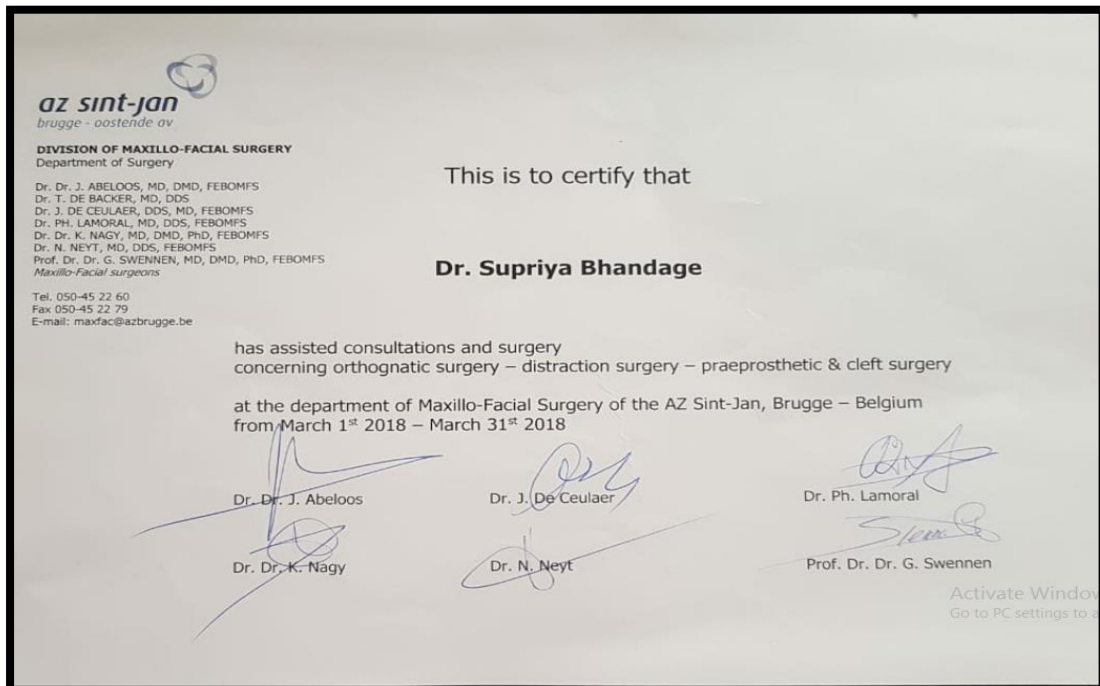 az sint-jan
brugge - oostende av
DIVISION OF MAXILLO-FACIAL SURGERY
Department of Surgery
Dr. Dr. J. ABELOOS, MD, DMD, FEBOMFS
Dr. T. DE BACKER, MD, DDS
Dr. J. DE CEULAER, DDS, MD, FEBOMFS
Dr. PH. LAMORAL, MD, DDS, FEBOMFS
Dr. Dr. K. NAGY, MD, DMD, PhD, FEBOMFS
Dr. N. NEYT, MD, DDS, FEBOMFS
Prof. Dr. Dr. G. SWENNEN, MD, DMD, PhD, FEBOMFS
Maxillo-Facial surgeons
Tel. 050-45 22 60
Fax 050-45 22 79
E-mail: maxfac@azbrugge.be
This is to certify that
Dr. Supriya Bhandage
has assisted consultations and surgery
concerning orthognatic surgery – distraction surgery – praeprosthetic & cleft surgery
at the department of Maxillo-Facial Surgery of the AZ Sint-Jan, Brugge – Belgium
from March 1st 2018 – March 31st 2018
Dr. Dr. J. Abeloos
Dr. J. De Ceulaer
Dr. Ph. Lamoral
Dr. Dr. K. Nagy
Dr. N. Neyt
Prof. Dr. Dr. G. Swennen
Activate Window
Go to PC settings to a